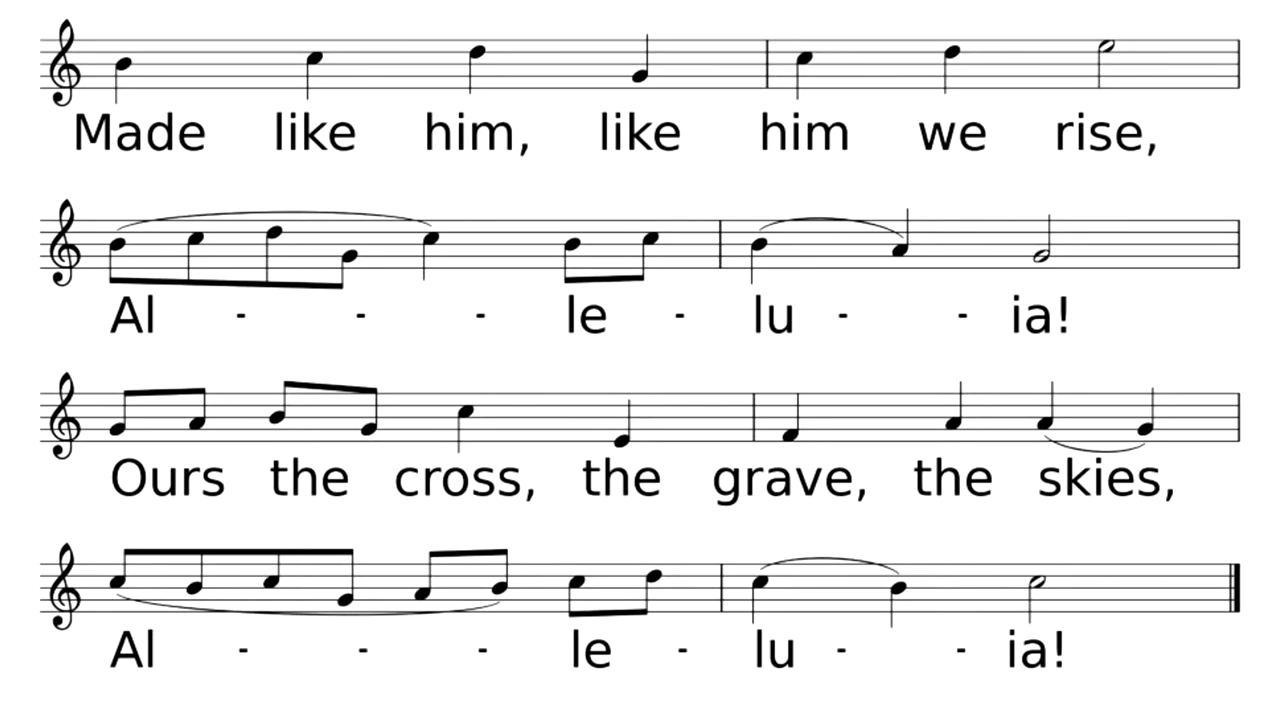 Made like him, like him we rise,
Al - - - le - lu - - ia!
Ours the cross, the grave, the skies,
Al - - - le - lu - - ia!